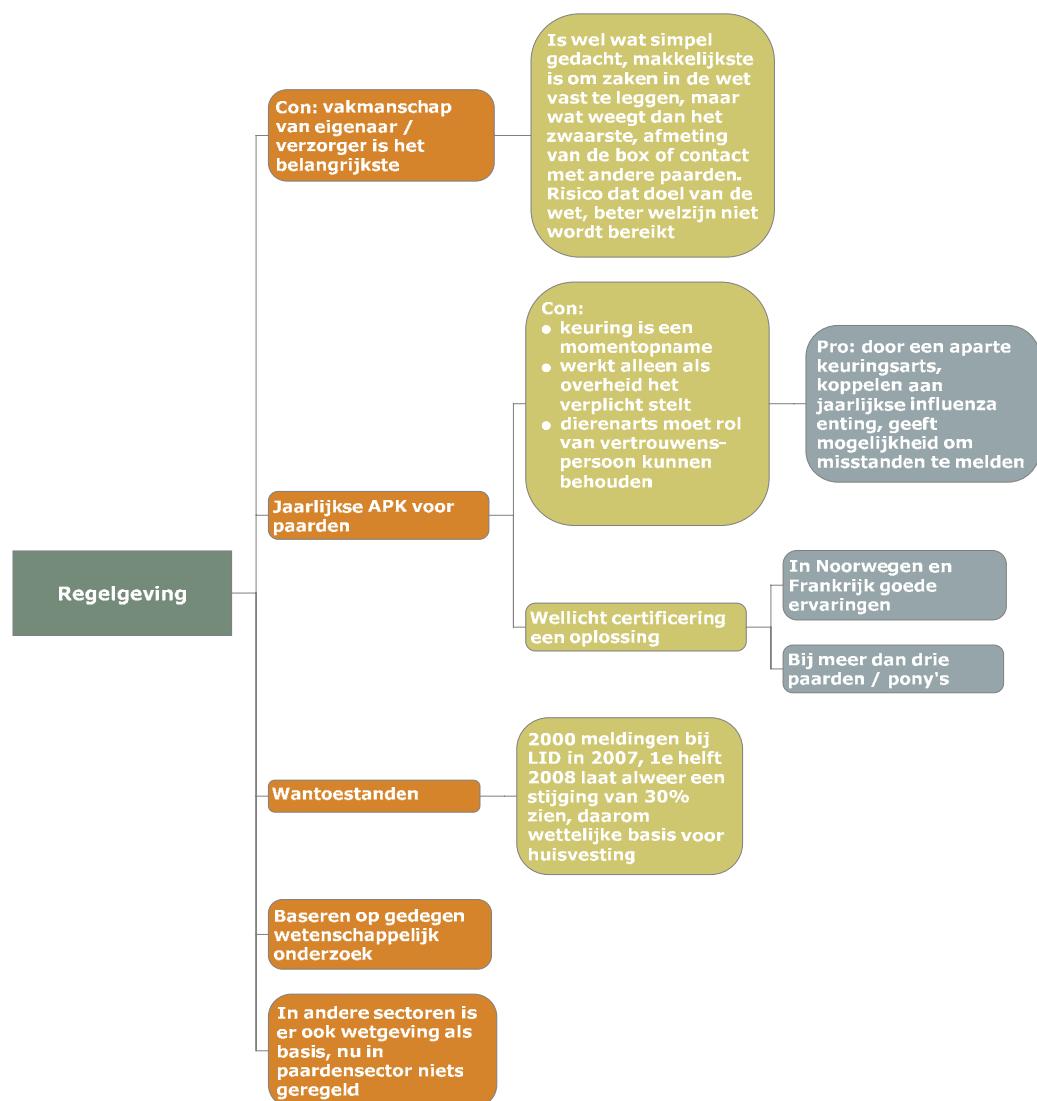 Regelgeving
Con: vakmanschap
van eigenaar /
verzorger is het
belangrijkste
Is wel wat simpel
gedacht, makkelijkste
is om zaken in de wet
vast te leggen, maar
wat weegt dan het
zwaarste, afmeting
van de box of contact
met andere paarden.
Risico dat doel van de
wet, beter welzijn niet
wordt bereikt
Jaarlijkse APK voor
paarden
Con:
● keuring is een
momentopname
● werkt alleen als
overheid het
verplicht stelt
● dierenarts moet rol
van vertrouwens-
persoon kunnen
behouden
Pro: door een aparte
keuringsarts,
koppelen aan
jaarlijkse influenza
enting, geeft
mogelijkheid om
misstanden te melden
Wellicht certificering
een oplossing
In Noorwegen en
Frankrijk goede
ervaringen
Bij meer dan drie
paarden / pony's
Wantoestanden
2000 meldingen bij
LID in 2007, 1e helft
2008 laat alweer een
stijging van 30%
zien, daarom
wettelijke basis voor
huisvesting
Baseren op gedegen
wetenschappelijk
onderzoek
In andere sectoren is
er ook wetgeving als
basis, nu in
paardensector niets
geregeld